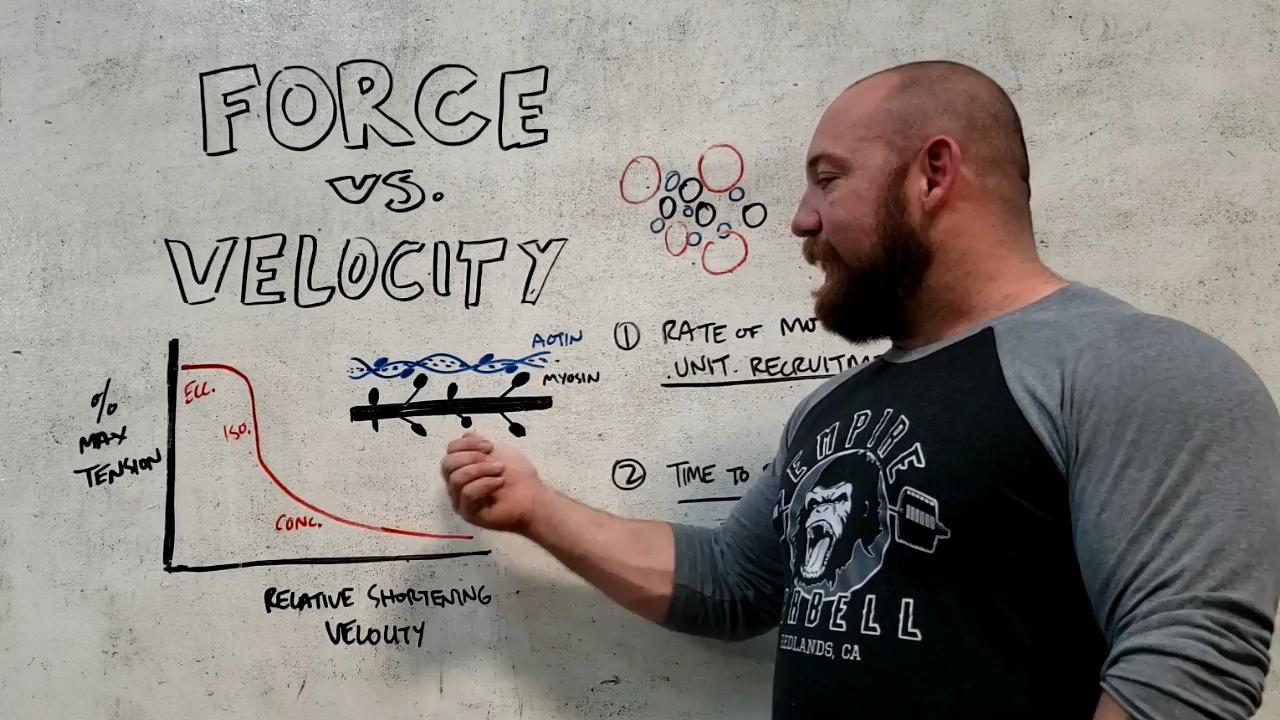 FORCE
vs.
VELOCITY
% MAX TENSION
ECC.
ISO.
CONC.
RELATIVE SHORTENING
VELOCITY
ACTIN
MYOSIN
① RATE OF
UNIT RECRUITM
② TIME TO
EMPIRE
BELL
REDLANDS, CA